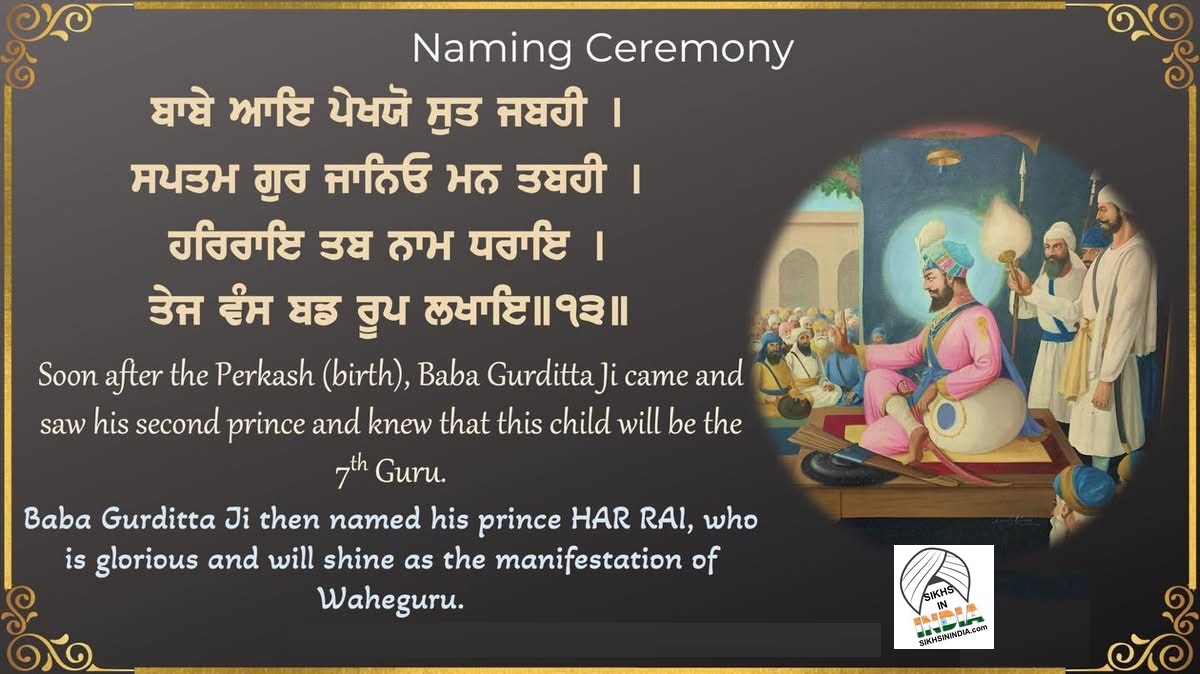 Naming Ceremony
ਬਾਬੇ ਆਇ ਪੇਖਯੋ ਸੁਤ ਜਬਹੀ ।
ਸਪਤਮ ਗੁਰ ਜਾਨਿਓ ਮਨ ਤਬਹੀ ।
ਹਰਿਰਾਇ ਤਬ ਨਾਮ ਧਰਾਇ ।
ਤੇਜ ਵੰਸ ਬਡ ਰੂਪ ਲਖਾਇ॥੧੩॥
Soon after the Perkash (birth), Baba Gurditta Ji came and
saw his second prince and knew that this child will be the
7th Guru.
Baba Gurditta Ji then named his prince HAR RAI, who
is glorious and will shine as the manifestation of
Waheguru.
SIKHS
IN
INDIA
SIKHSININDIA.com